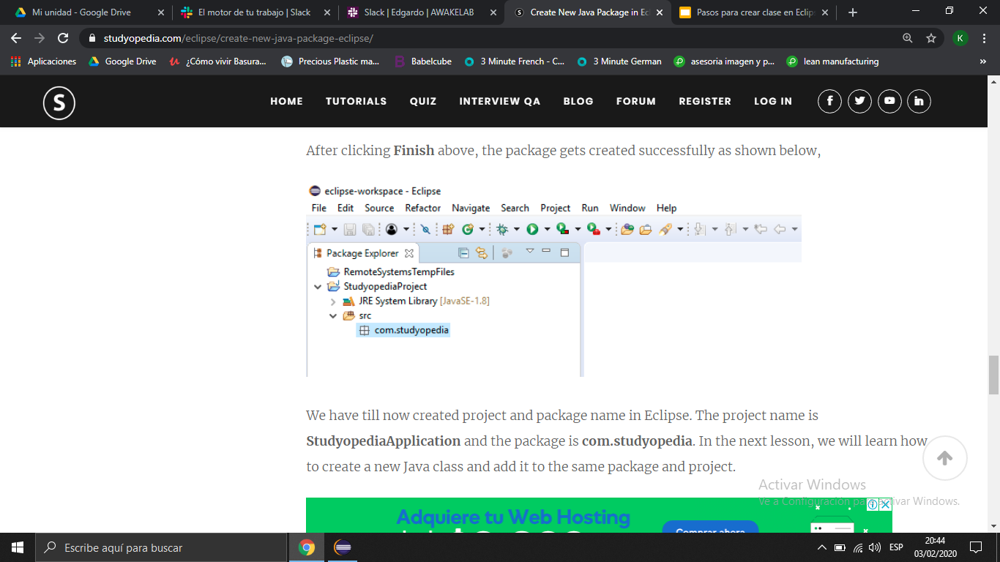 Mi unidad - Google Drive
El motor de tu trabajo | Slack
Slack | Edgardo | AWAKELAB
Create New Java Package in Ecl
Pasos para crear clase en Eclips
studyopedia.com/eclipse/create-new-java-package-eclipse/
K
Aplicaciones
Google Drive
¿Cómo vivir Basura...
Precious Plastic ma...
Babelcube
3 Minute French - C...
3 Minute German
asesoria imagen y p...
lean manufacturing
»
S
HOME
TUTORIALS
QUIZ
INTERVIEW QA
BLOG
FORUM
REGISTER
LOG IN
After clicking Finish above, the package gets created successfully as shown below,
eclipse-workspace - Eclipse
File Edit Source Refactor Navigate Search Project Run Window Help
Package Explorer
RemoteSystemsTempFiles
StudyopediaProject
JRE System Library [JavaSE-1.8]
src
com.studyopedia
We have till now created project and package name in Eclipse. The project name is
StudyopediaApplication and the package is com.studyopedia. In the next lesson, we will learn how
to create a new Java class and add it to the same package and project.
Activar Windows
Ve a Configuración para activar Windows.
Adquiere tu Web Hosting
Comprar ahora
Escribe aquí para buscar
ESP
20:44
03/02/2020